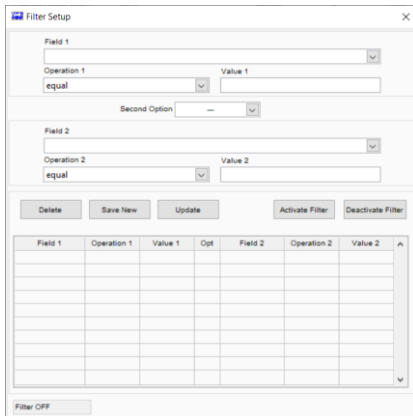 Filter Setup
Field 1
Operation 1 Value 1
equal
Second Option ---
Field 2
Operation 2 Value 2
equal
Delete Save New Update Activate Filter Deactivate Filter
Field 1 Operation 1 Value 1 Opt Field 2 Operation 2 Value 2
Filter OFF